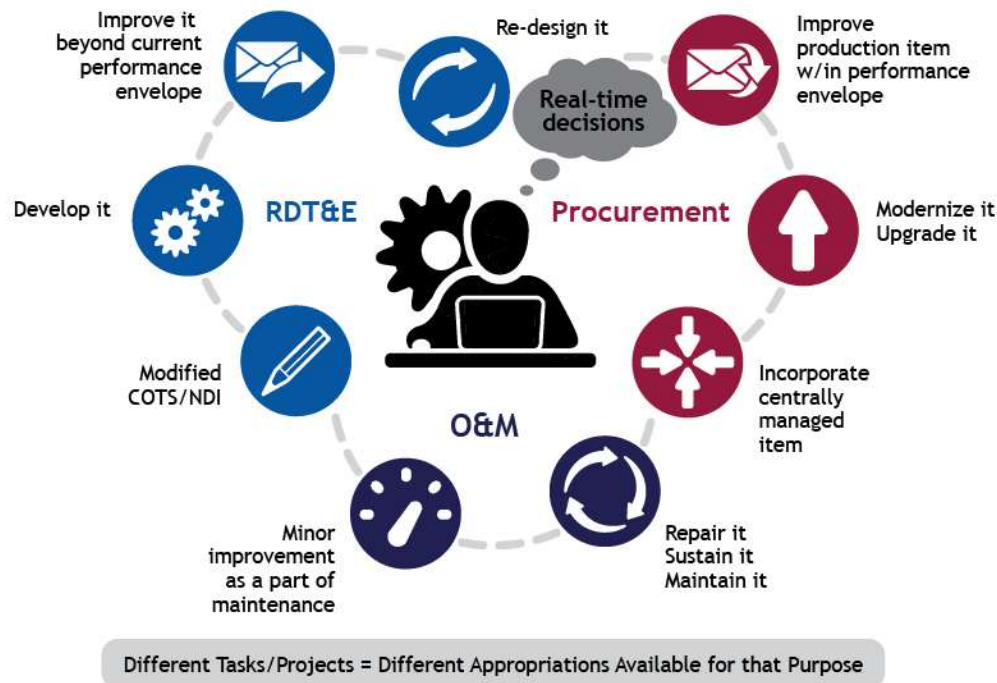 Improve it
beyond current
performance
envelope
Re-design it
Real-time
decisions
Improve
production item
w/in performance
envelope
Develop it
RDT&E
Procurement
Modernize it
Upgrade it
Modified
COTS/NDI
Incorporate
centrally
managed
item
O&M
Minor
improvement
as a part of
maintenance
Repair it
Sustain it
Maintain it
Different Tasks/Projects = Different Appropriations Available for that Purpose